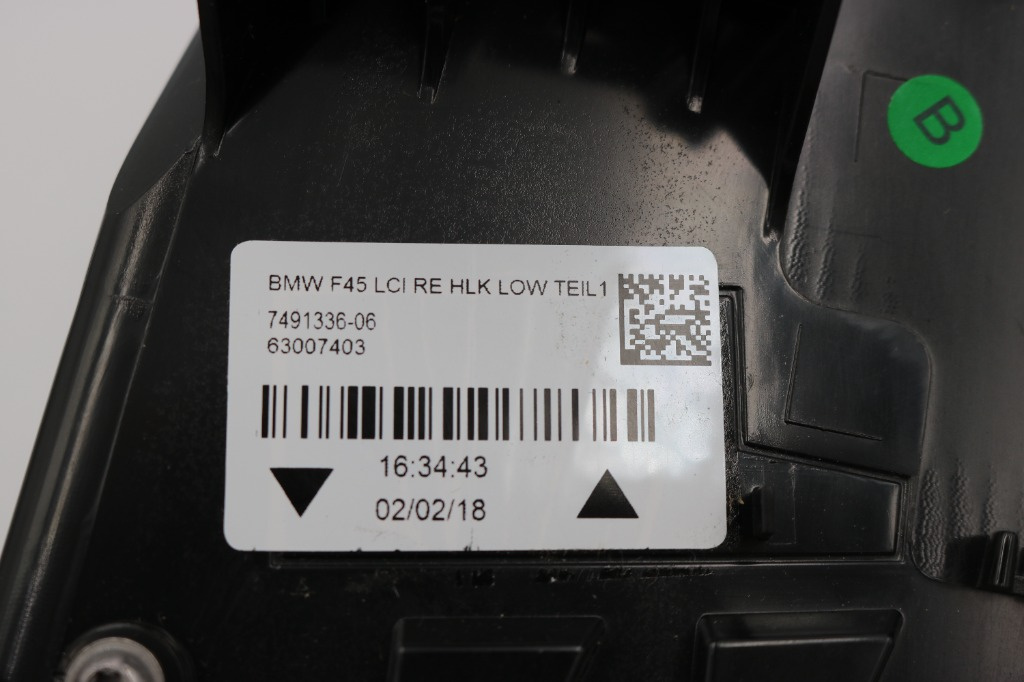 B
BMW F45 LCI RE HLK LOW TEIL1
7491336-06
63007403
16:34:43
02/02/18